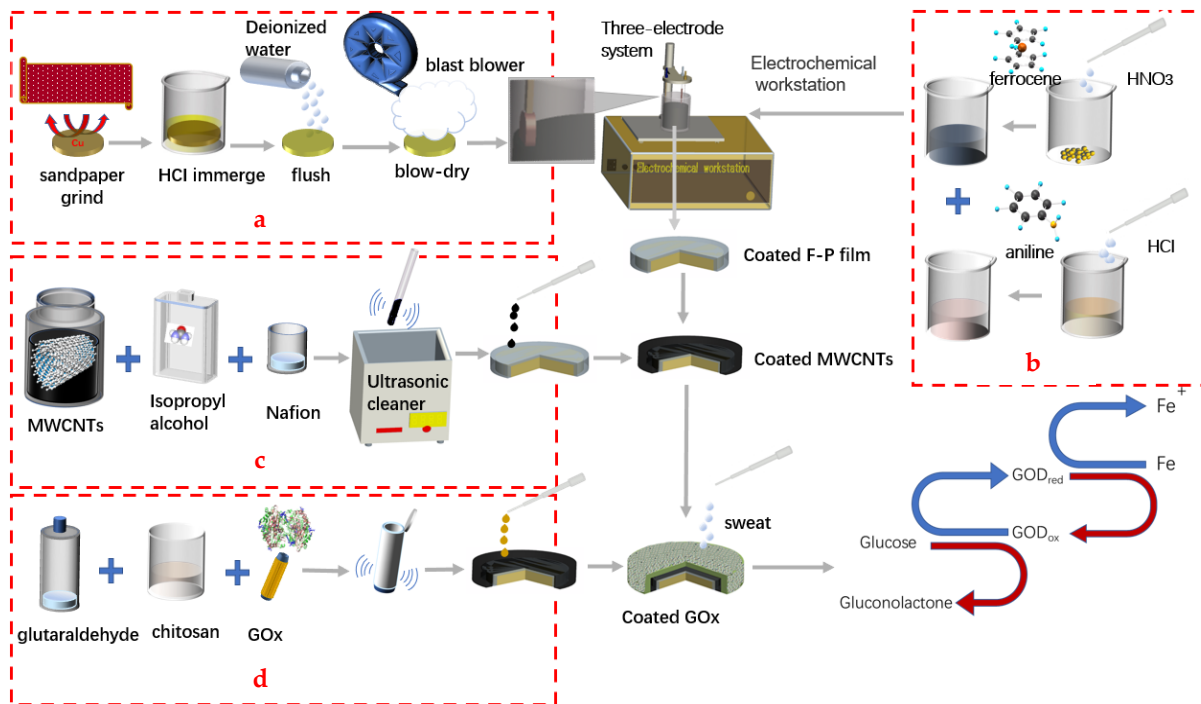 Deionized
water
blast blower
Cu
sandpaper
grind
HCI immerge
flush
blow-dry
a
Three-electrode
system
Electrochemical
workstation
Electrochemical workstation
ferrocene
HNO3
aniline
HCl
b
Coated F-P film
Coated MWCNTs
MWCNTs
Isopropyl
alcohol
Nafion
Ultrasonic
cleaner
c
glutaraldehyde
chitosan
GOx
d
sweat
Coated GOx
Fe+
Fe
GODred
GODox
Glucose
Gluconolactone